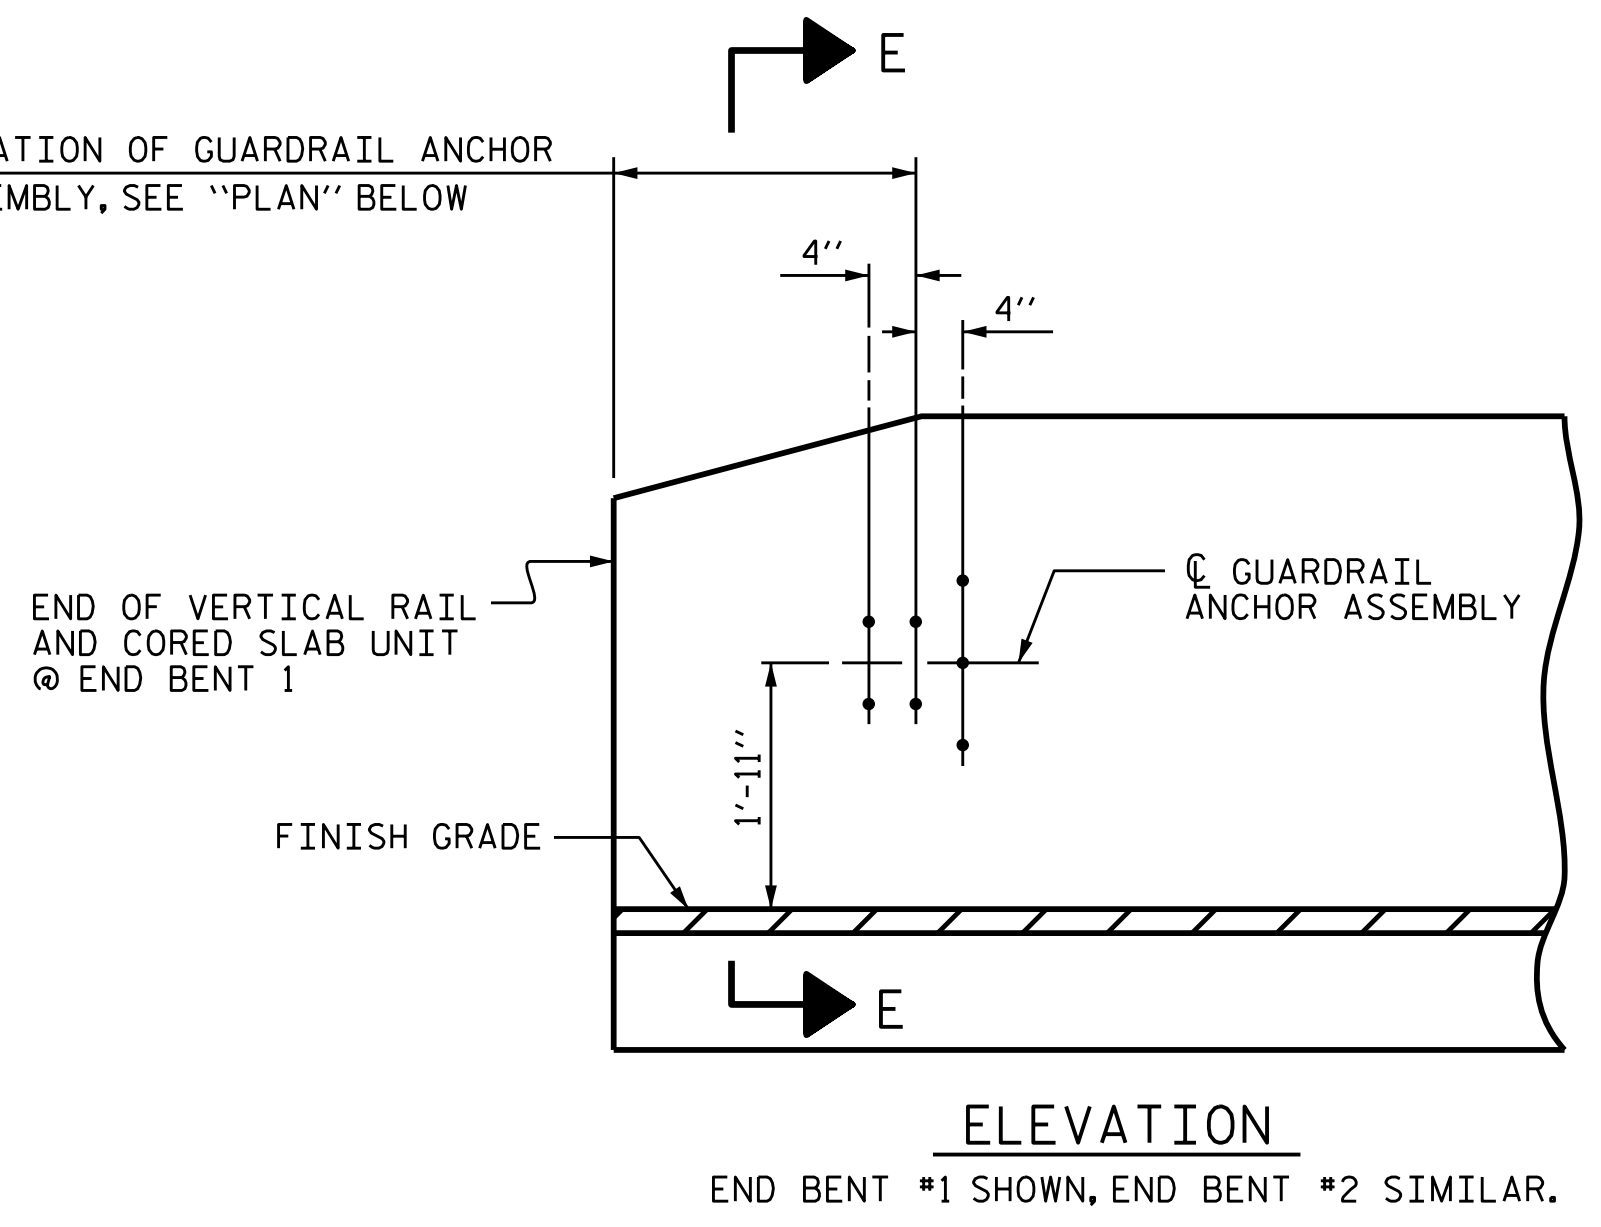 E
ATION OF GUARDRAIL ANCHOR
EMBLY, SEE "PLAN" BELOW
4"
4"
℄ GUARDRAIL
ANCHOR ASSEMBLY
END OF VERTICAL RAIL
AND CORED SLAB UNIT
@ END BENT 1
1'-11"
FINISH GRADE
E
ELEVATION
END BENT #1 SHOWN, END BENT #2 SIMILAR.